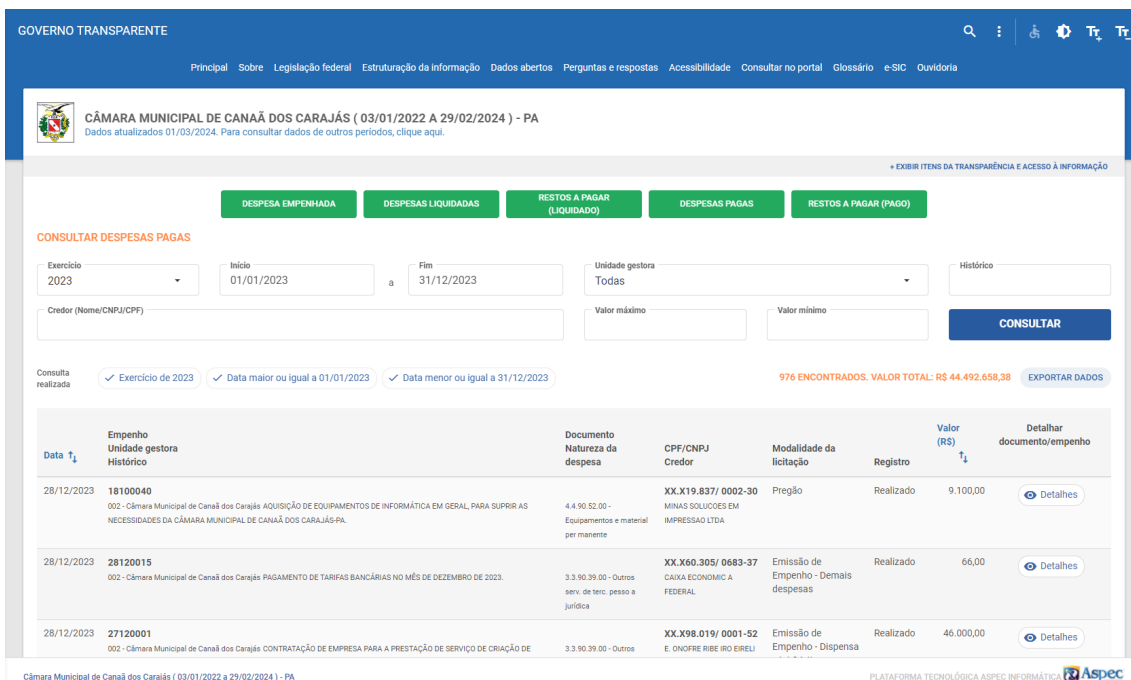 GOVERNO TRANSPARENTE
Principal Sobre Legislação federal Estruturação da informação Dados abertos Perguntas e respostas Acessibilidade Consultar no portal Glossário e-SIC Ouvidoria
CÂMARA MUNICIPAL DE CANAÃ DOS CARAJÁS ( 03/01/2022 A 29/02/2024 ) - PA
Dados atualizados 01/03/2024. Para consultar dados de outros períodos, clique aqui.
+ EXIBIR ITENS DA TRANSPARÊNCIA E ACESSO À INFORMAÇÃO
DESPESA EMPENHADA
DESPESAS LIQUIDADAS
RESTOS A PAGAR
(LIQUIDADO)
DESPESAS PAGAS
RESTOS A PAGAR (PAGO)
CONSULTAR DESPESAS PAGAS
Exercício
2023
Início
01/01/2023
a
Fim
31/12/2023
Unidade gestora
Todas
Histórico
Credor (Nome/CNPJ/CPF)
Valor máximo
Valor mínimo
CONSULTAR
Consulta
realizada
Exercício de 2023
Data maior ou igual a 01/01/2023
Data menor ou igual a 31/12/2023
976 ENCONTRADOS. VALOR TOTAL: R$ 44.492.658,38
EXPORTAR DADOS
Data
Empenho
Unidade gestora
Histórico
Documento
Natureza da
despesa
CPF/CNPJ
Credor
Modalidade da
licitação
Registro
Valor
(R$)
Detalhar
documento/empenho
28/12/2023
18100040
002 - Câmara Municipal de Canaã dos Carajás AQUISIÇÃO DE EQUIPAMENTOS DE INFORMÁTICA EM GERAL, PARA SUPRIR AS
NECESSIDADES DA CÂMARA MUNICIPAL DE CANAÃ DOS CARAJÁS-PA.
4.4.90.52.00 -
Equipamentos e material
per manente
XX.X19.837/ 0002-30
MINAS SOLUCOES EM
IMPRESSAO LTDA
Pregão
Realizado
9.100,00
Detalhes
28/12/2023
28120015
002 - Câmara Municipal de Canaã dos Carajás PAGAMENTO DE TARIFAS BANCÁRIAS NO MÊS DE DEZEMBRO DE 2023.
3.3.90.39.00 - Outros
serv. de terc. pesso a
jurídica
XX.X60.305/ 0683-37
CAIXA ECONOMIC A
FEDERAL
Emissão de
Empenho - Demais
despesas
Realizado
66,00
Detalhes
28/12/2023
27120001
002 - Câmara Municipal de Canaã dos Carajás CONTRATAÇÃO DE EMPRESA PARA A PRESTAÇÃO DE SERVIÇO DE CRIAÇÃO DE
3.3.90.39.00 - Outros
XX.X98.019/ 0001-52
E. ONOFRE RIBE IRO EIRELI
Emissão de
Empenho - Dispensa
Realizado
46.000,00
Detalhes
Câmara Municipal de Canaã dos Carajás ( 03/01/2022 a 29/02/2024 ) - PA
PLATAFORMA TECNOLÓGICA ASPEC INFORMÁTICA
Aspec